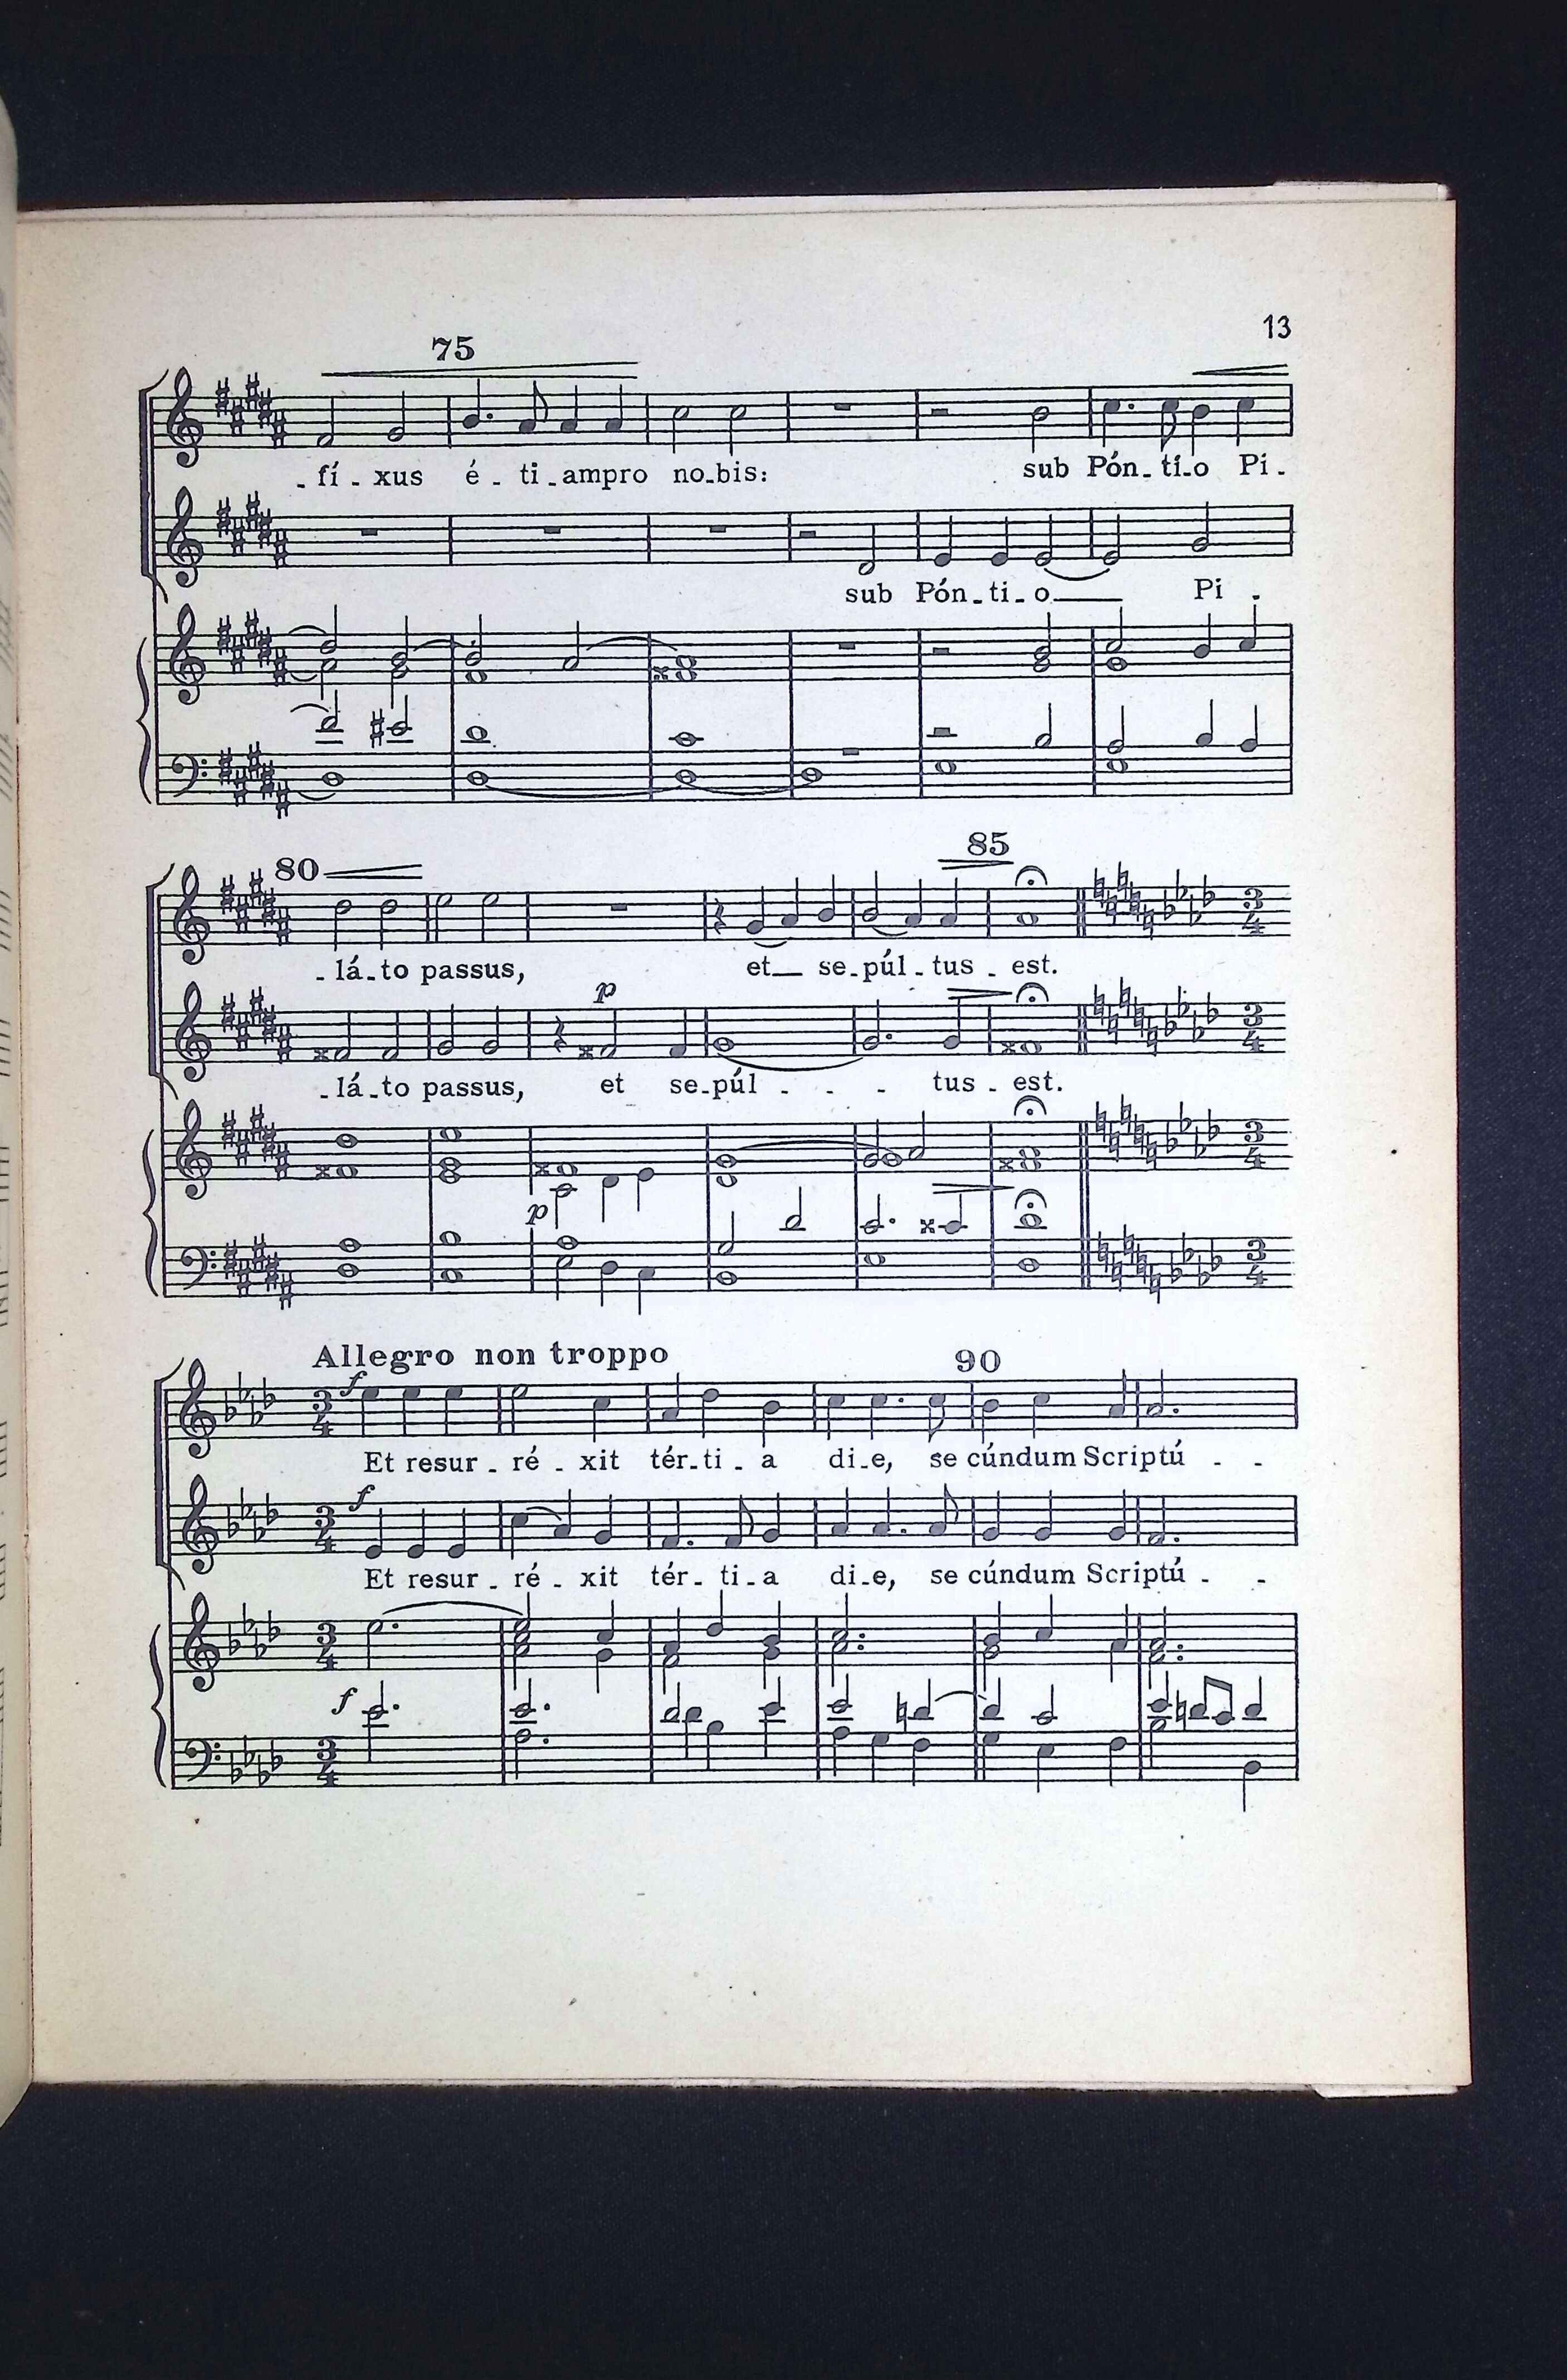 13
75
- fí - xus é - ti - ampro no-bis: sub Pón - ti-o Pi -
sub Pón - ti - o Pi -
80 85
- lá - to passus, et se - púl - tus - est.
p
- lá - to passus, et se - púl - - - tus - est.
p
Allegro non troppo 90
f
Et resur - ré - xit tér - ti - a di - e, se cúndum Scriptú - -
f
Et resur - ré - xit tér - ti - a di - e, se cúndum Scriptú - -
f